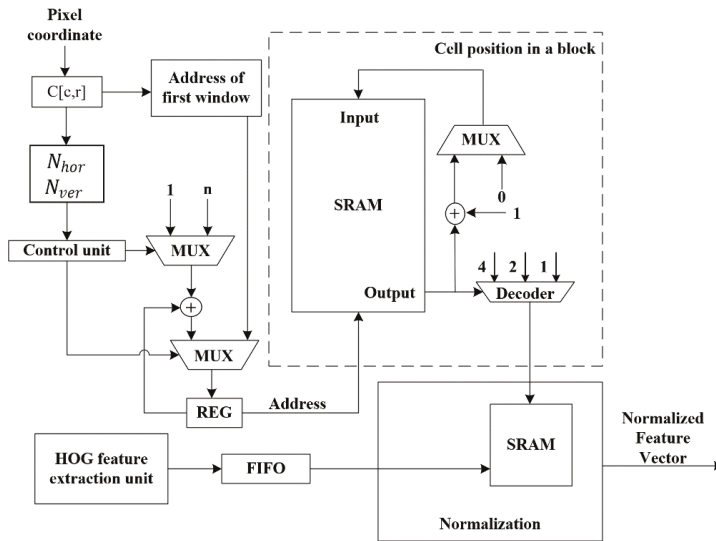 Pixel
coordinate
C[c,r]
Address of
first window
Cell position in a block
Input
MUX
N_hor
N_ver
SRAM
0
1
1 n
Control unit
MUX
4 2 1
Output
Decoder
MUX
REG
Address
HOG feature
extraction unit
FIFO
SRAM
Normalized
Feature
Vector
Normalization